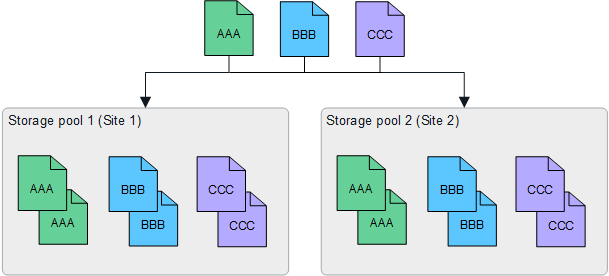 AAA
BBB
CCC
Storage pool 1 (Site 1)
Storage pool 2 (Site 2)
AAA
AAA
BBB
BBB
CCC
CCC
AAA
AAA
BBB
BBB
CCC
CCC